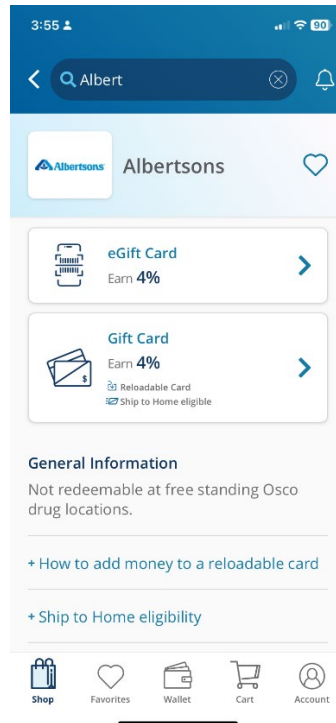 3:55
90
Albert
Albertsons
Albertsons
eGift Card
Earn 4%
Gift Card
Earn 4%
$
Reloadable Card
Ship to Home eligible
General Information
Not redeemable at free standing Osco
drug locations.
+ How to add money to a reloadable card
+ Ship to Home eligibility
Shop Favorites Wallet Cart Account